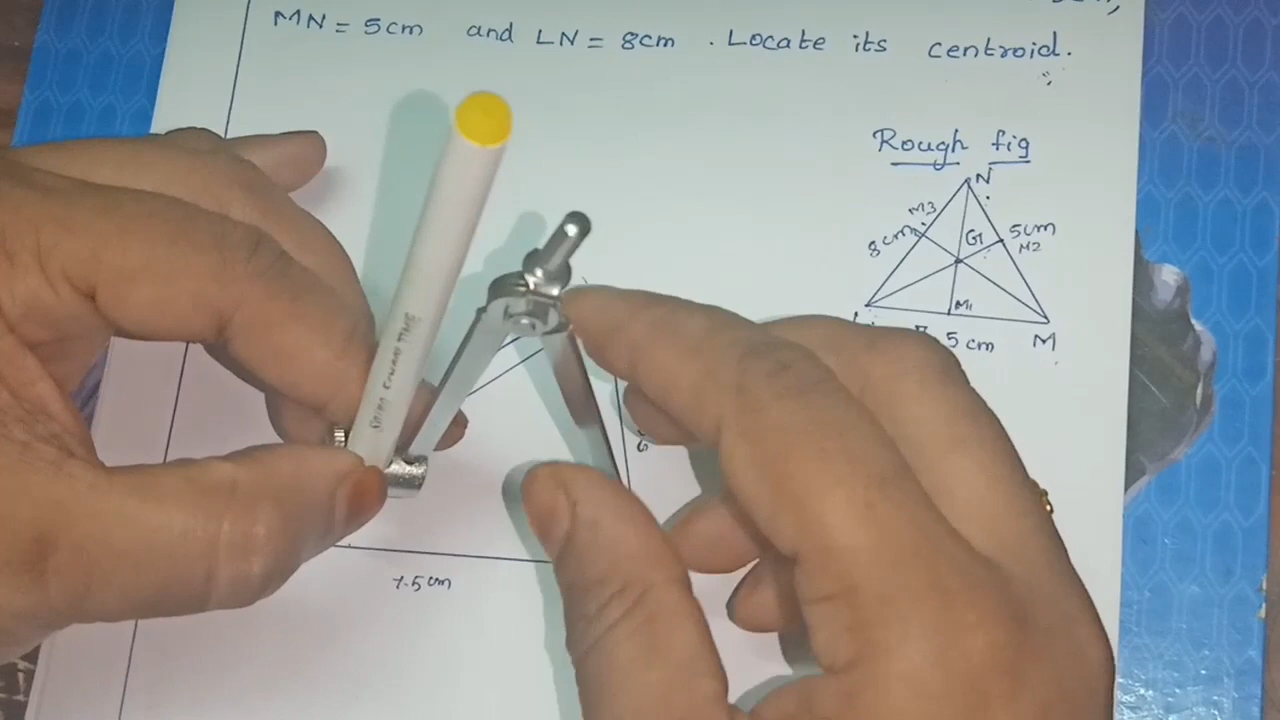 MN = 5cm and LN = 8cm . Locate its centroid.
Rough fig
N
M3
8cm
G
5cm
M2
M1
5 cm
M
7.5cm